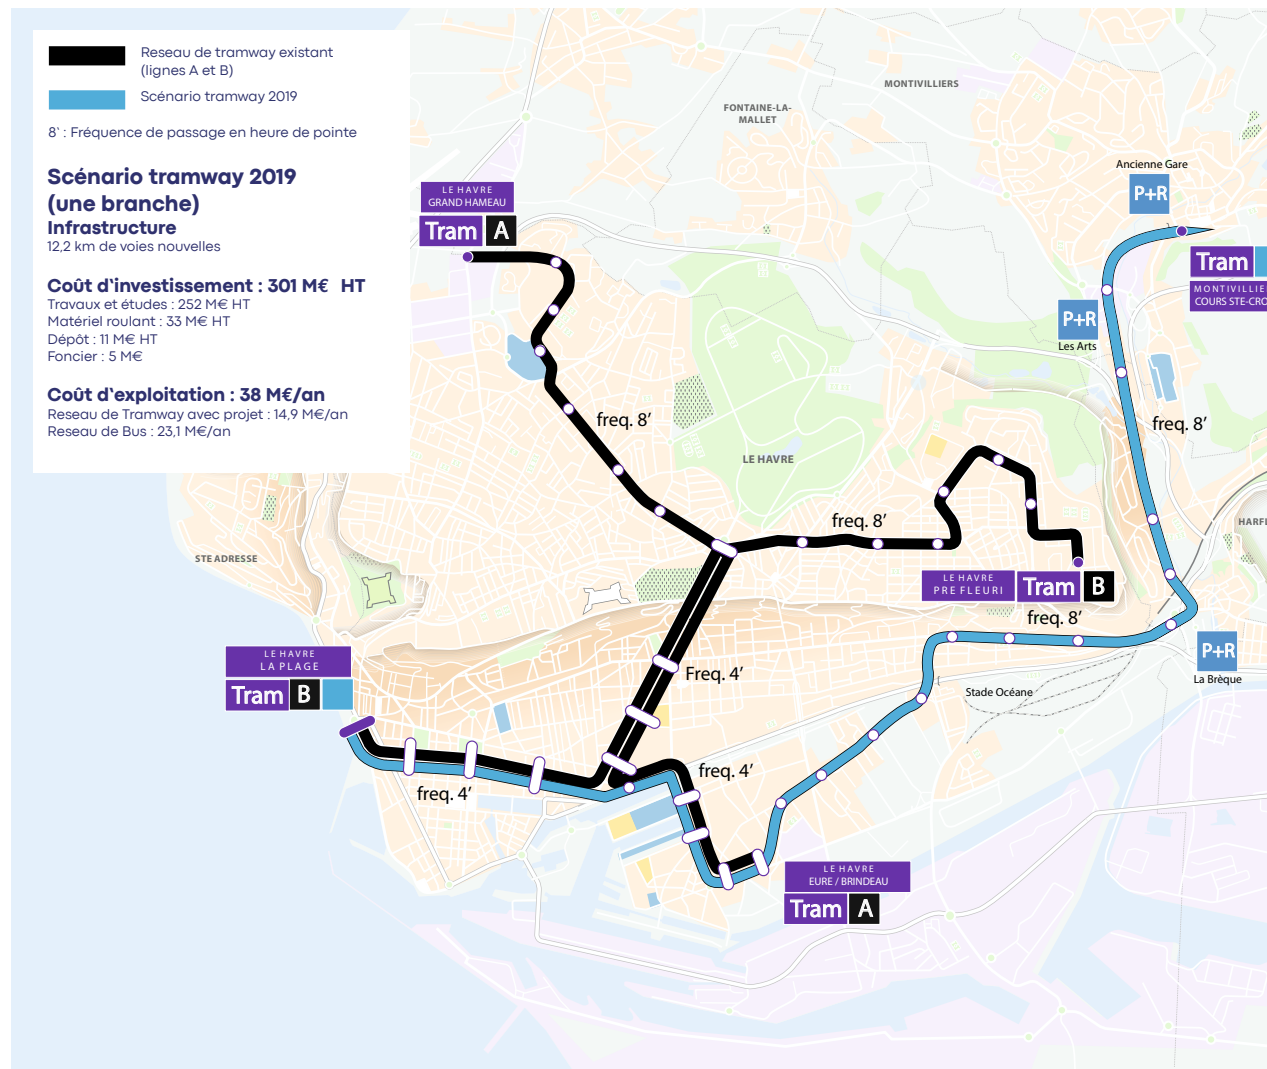 Reseau de tramway existant
(lignes A et B)
Scénario tramway 2019
8' : Fréquence de passage en heure de pointe
Scénario tramway 2019
(une branche)
Infrastructure
12,2 km de voies nouvelles
Coût d'investissement : 301 M€ HT
Travaux et études : 252 M€ HT
Matériel roulant : 33 M€ HT
Dépôt : 11 M€ HT
Foncier : 5 M€
Coût d'exploitation : 38 M€/an
Reseau de Tramway avec projet : 14,9 M€/an
Reseau de Bus : 23,1 M€/an
MONTIVILLIERS
FONTAINE-LA-
MALLET
Ancienne Gare
P+R
LE HAVRE
GRAND HAMEAU
Tram A
Tram
MONTIVILLIE
COURS STE-CRO
P+R
Les Arts
freq. 8'
freq. 8'
LE HAVRE
freq. 8'
HARF
STE ADRESSE
LE HAVRE
PRE FLEURI
Tram B
freq. 8'
P+R
La Brèque
LE HAVRE
LA PLAGE
Tram B
Freq. 4'
Stade Océane
freq. 4'
freq. 4'
LE HAVRE
EURE / BRINDEAU
Tram A